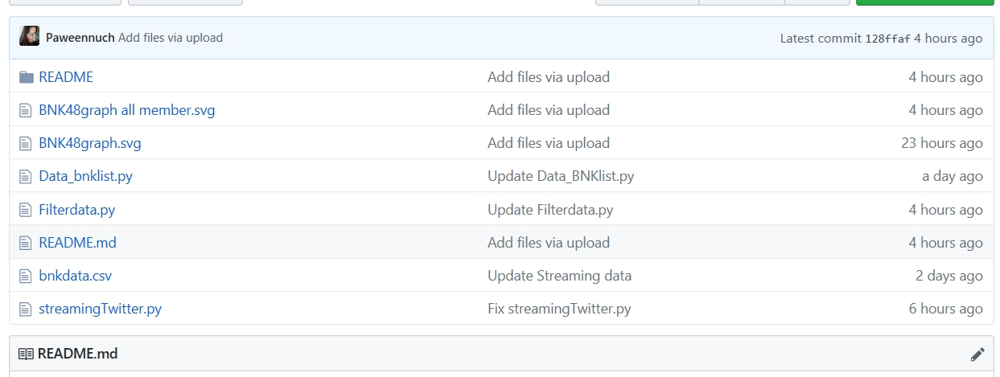 Paweennuch Add files via upload Latest commit 128ffaf 4 hours ago
README Add files via upload 4 hours ago
BNK48graph all member.svg Add files via upload 4 hours ago
BNK48graph.svg Add files via upload 23 hours ago
Data_bnklist.py Update Data_BNKlist.py a day ago
Filterdata.py Update Filterdata.py 4 hours ago
README.md Add files via upload 4 hours ago
bnkdata.csv Update Streaming data 2 days ago
streamingTwitter.py Fix streamingTwitter.py 6 hours ago
README.md